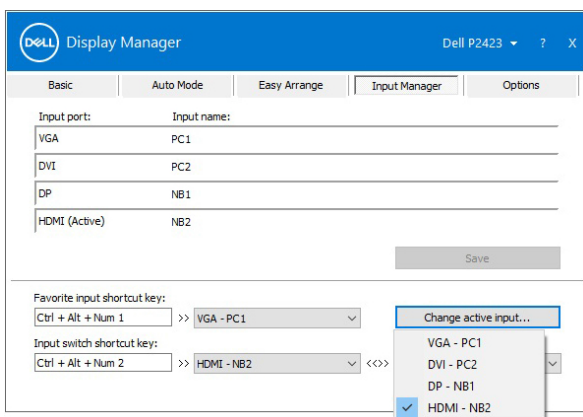 DELL Display Manager Dell P2423 ? X
Basic Auto Mode Easy Arrange Input Manager Options
Input port: Input name:
VGA PC1
DVI PC2
DP NB1
HDMI (Active) NB2
Save
Favorite input shortcut key:
Ctrl + Alt + Num 1 >> VGA - PC1 Change active input...
Input switch shortcut key:
VGA - PC1
Ctrl + Alt + Num 2 >> HDMI - NB2 <<>> DVI - PC2
DP - NB1
HDMI - NB2